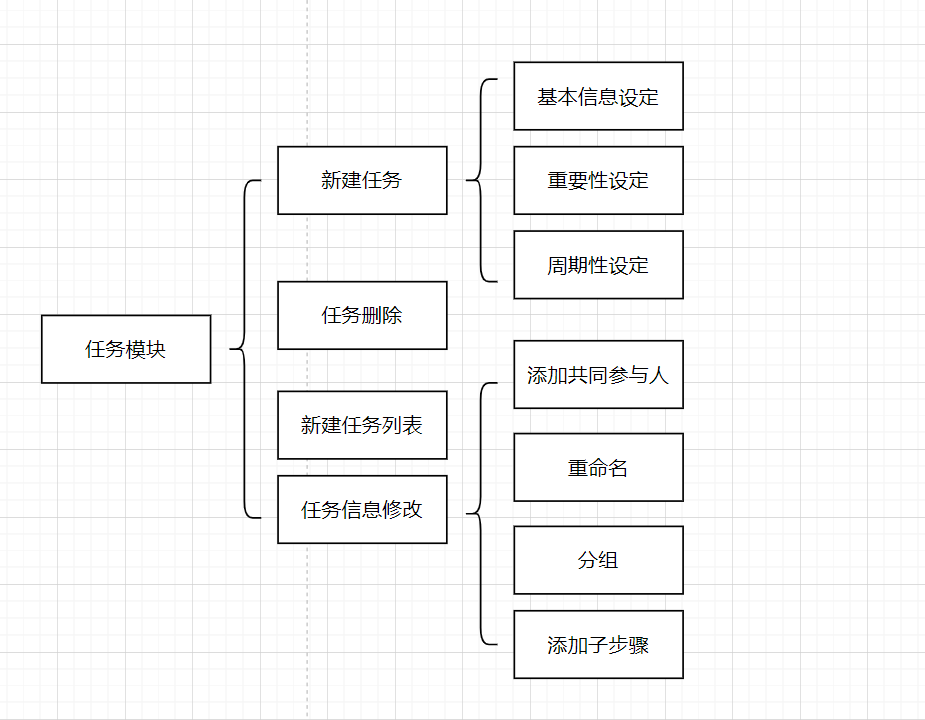 任务模块
新建任务
基本信息设定
重要性设定
周期性设定
任务删除
新建任务列表
任务信息修改
添加共同参与人
重命名
分组
添加子步骤